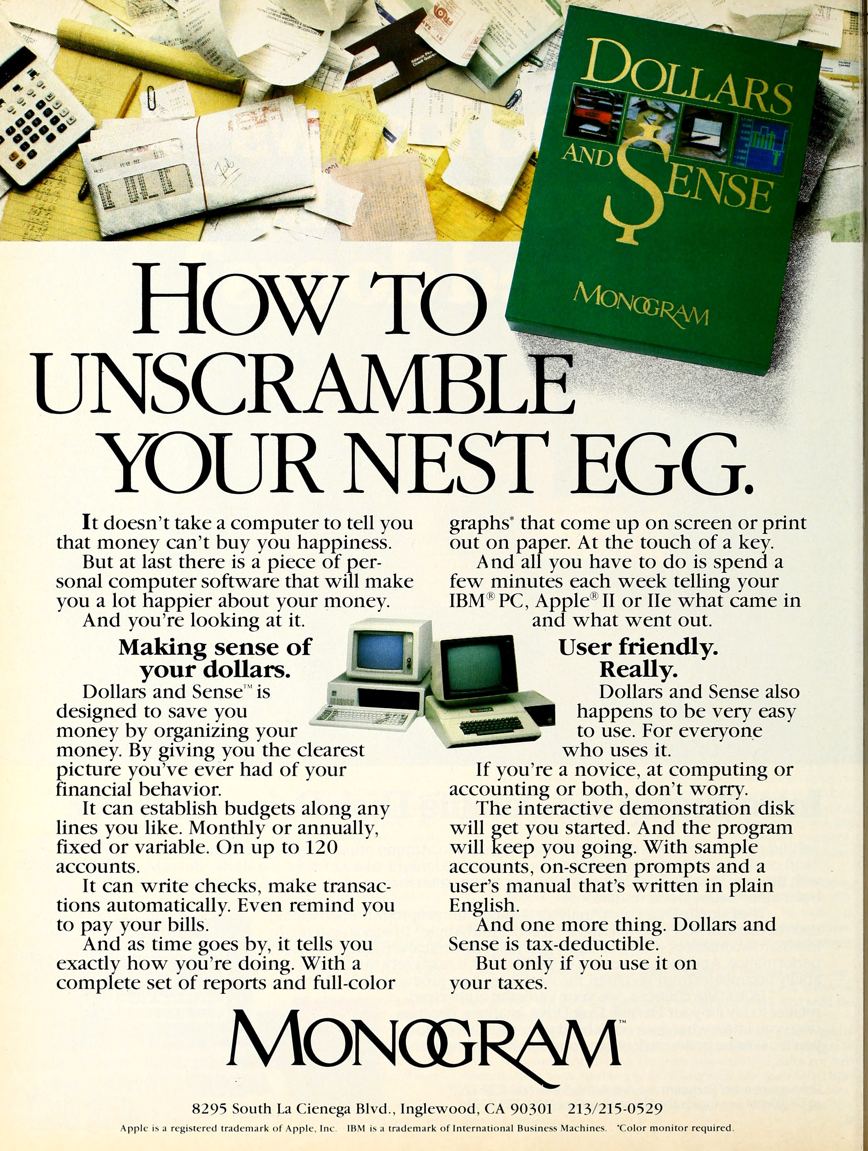 DOLLARS
AND $ENSE
MONOGRAM
HOW TO
UNSCRAMBLE
YOUR NEST EGG.
It doesn't take a computer to tell you
that money can't buy you happiness.
But at last there is a piece of per-
sonal computer software that will make
you a lot happier about your money.
And you're looking at it.
Making sense of
your dollars.
Dollars and Sense™ is
designed to save you
money by organizing your
money. By giving you the clearest
picture you've ever had of your
financial behavior.
It can establish budgets along any
lines you like. Monthly or annually,
fixed or variable. On up to 120
accounts.
It can write checks, make transac-
tions automatically. Even remind you
to pay your bills.
And as time goes by, it tells you
exactly how you're doing. With a
complete set of reports and full-color
graphs* that come up on screen or print
out on paper. At the touch of a key.
And all you have to do is spend a
few minutes each week telling your
IBM® PC, Apple® II or IIe what came in
and what went out.
User friendly.
Really.
Dollars and Sense also
happens to be very easy
to use. For everyone
who uses it.
If you're a novice, at computing or
accounting or both, don't worry.
The interactive demonstration disk
will get you started. And the program
will keep you going. With sample
accounts, on-screen prompts and a
user's manual that's written in plain
English.
And one more thing. Dollars and
Sense is tax-deductible.
But only if you use it on
your taxes.
MONOGRAM™
8295 South La Cienega Blvd., Inglewood, CA 90301 213/215-0529
Apple is a registered trademark of Apple, Inc. IBM is a trademark of International Business Machines. *Color monitor required.